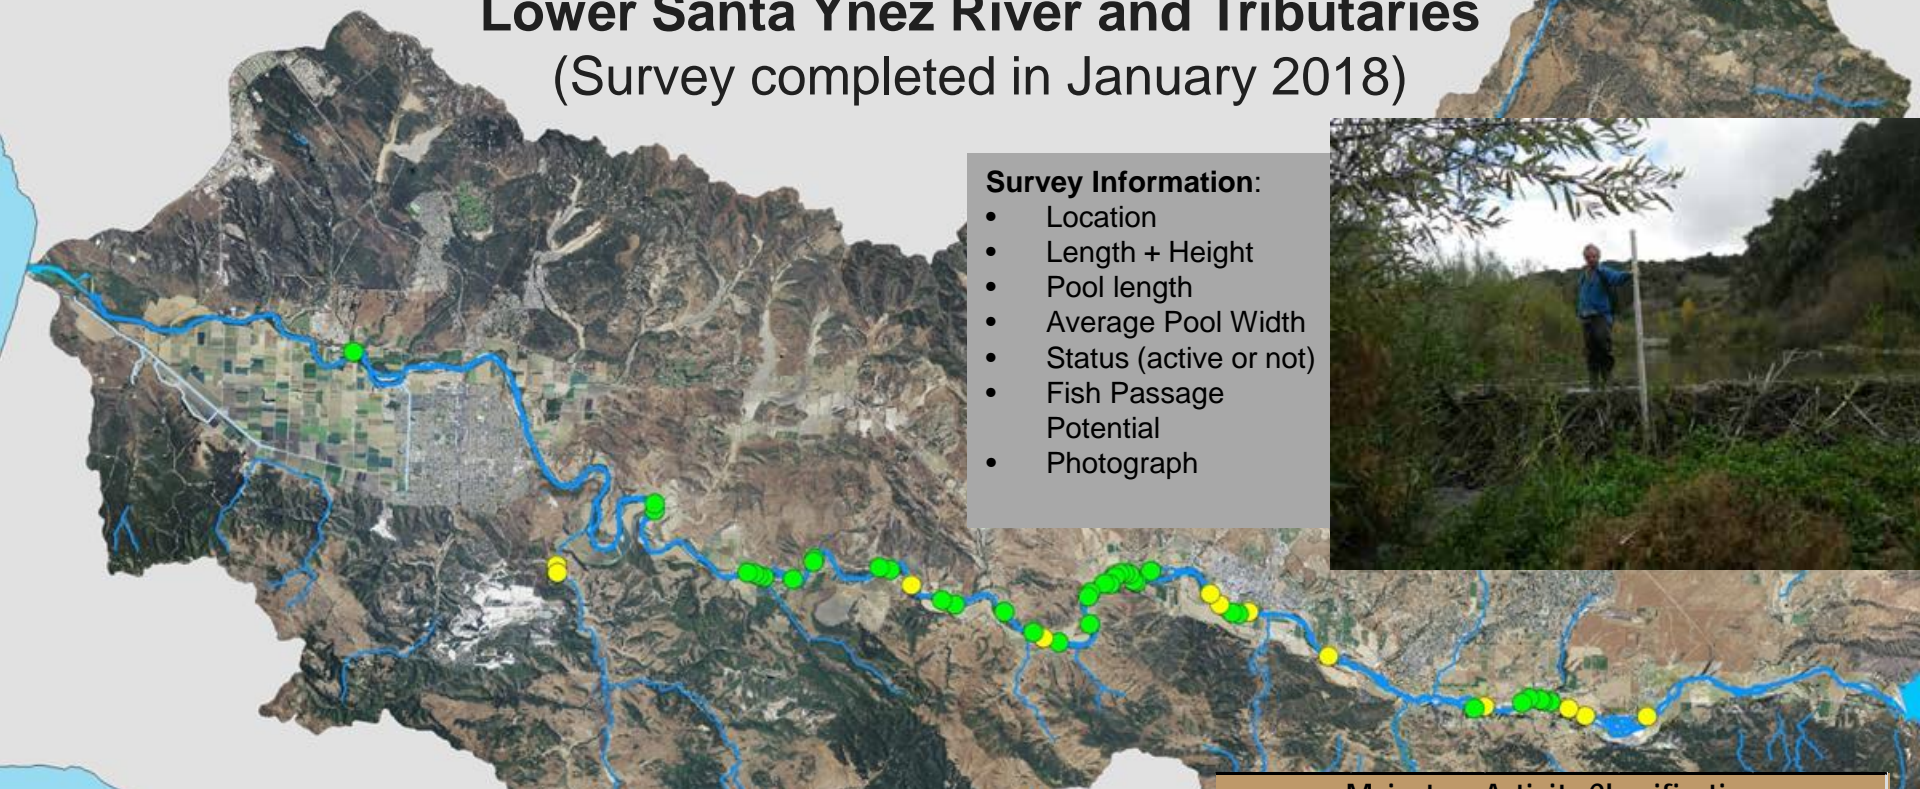 Lower Santa Ynez River and Tributaries
(Survey completed in January 2018)
Survey Information:
• Location
• Length + Height
• Pool length
• Average Pool Width
• Status (active or not)
• Fish Passage
Potential
• Photograph